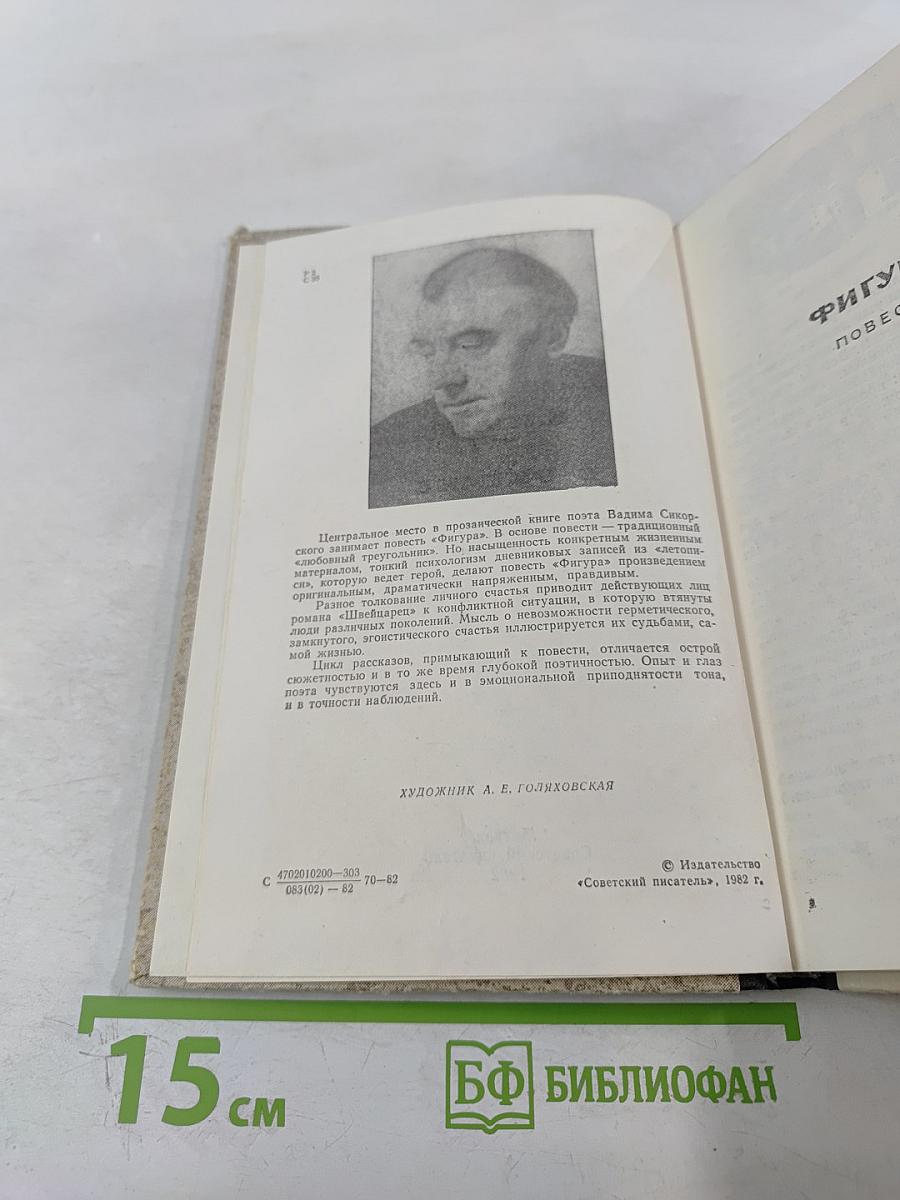 Р 2
С 35
Центральное место в прозаической книге поэта Вадима Сикор-
ского занимает повесть «Фигура». В основе повести — традиционный
«любовный треугольник». Но насыщенность конкретным жизненным
материалом, тонкий психологизм дневниковых записей из «летопи-
си», которую ведет герой, делают повесть «Фигура» произведением
оригинальным, драматически напряженным, правдивым.
Разное толкование личного счастья приводит действующих лиц
романа «Швейцарец» к конфликтной ситуации, в которую втянуты
люди различных поколений. Мысль о невозможности герметического,
замкнутого, эгоистического счастья иллюстрируется их судьбами, са-
мой жизнью.
Цикл рассказов, примыкающий к повести, отличается острой
сюжетностью и в то же время глубокой поэтичностью. Опыт и глаз
поэта чувствуются здесь и в эмоциональной приподнятости тона,
и в точности наблюдений.
ХУДОЖНИК А. Е. ГОЛЯХОВСКАЯ
С 4702010200—303
083(02) — 82 70—82
© Издательство
«Советский писатель», 1982 г.
ФИГУ
ПОВЕС
15 см
БФ БИБЛИОФАН